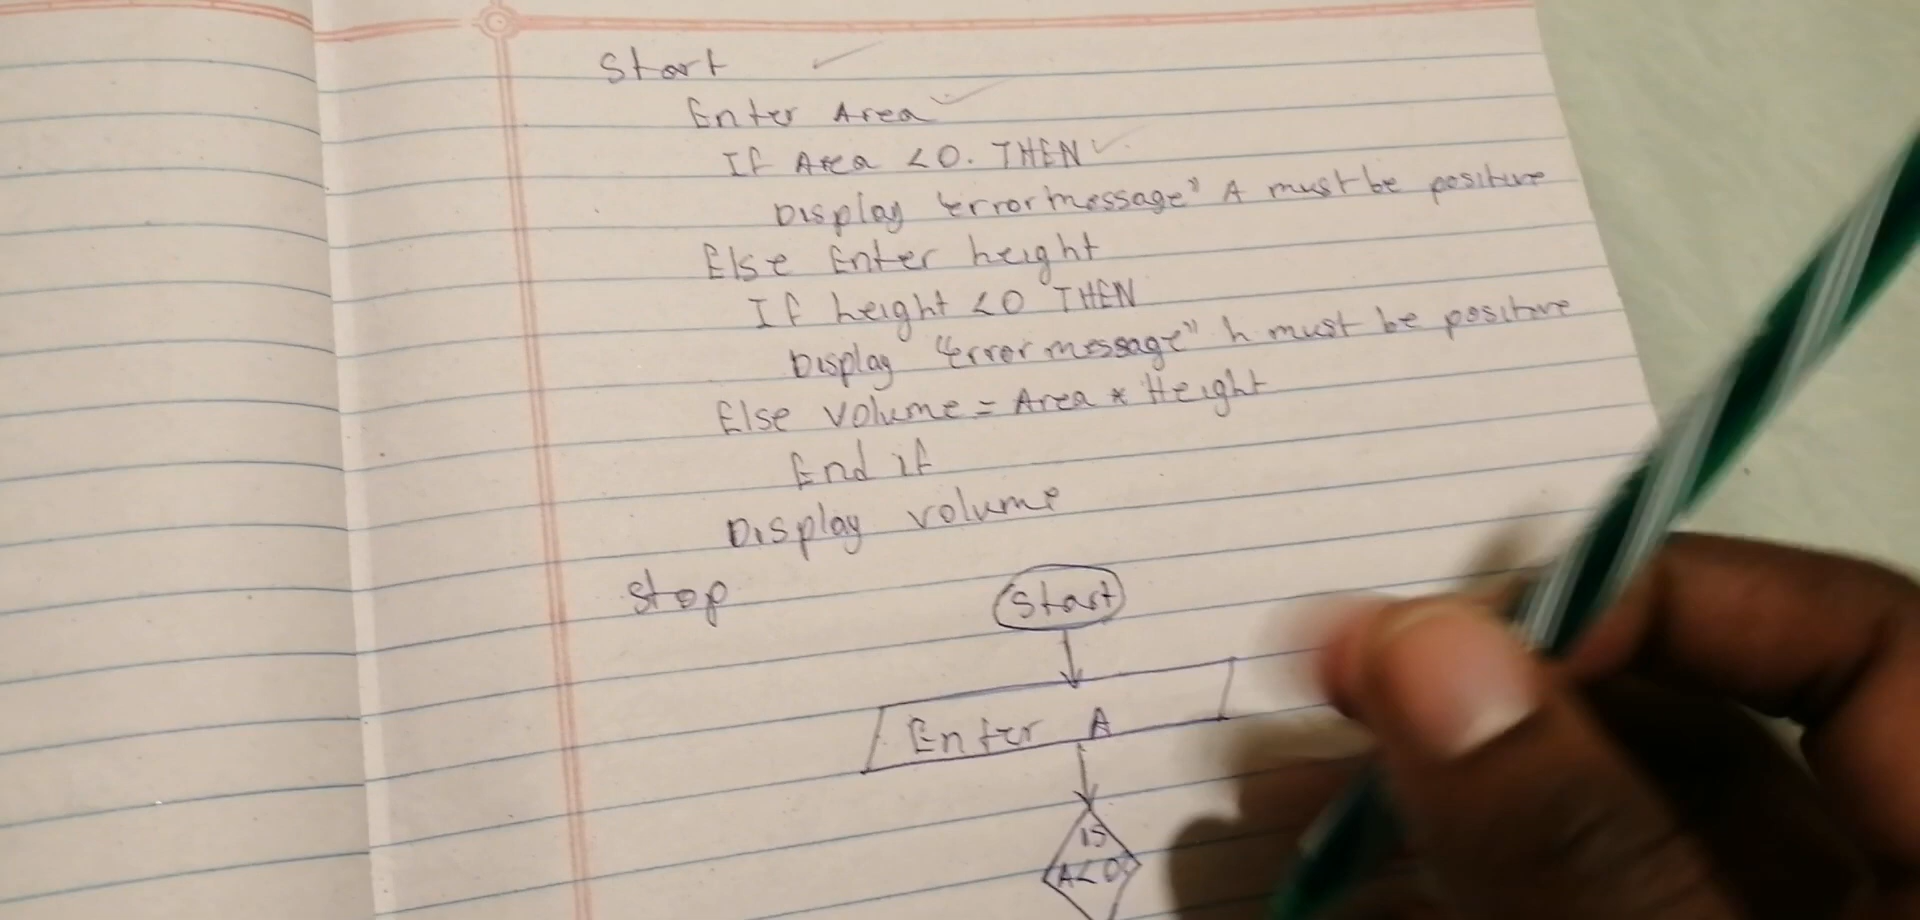 Start
Enter Area
If Area <0. THEN
Display "error message" A must be positive
Else Enter height
If height <0 THEN
Display "error message" h must be positive
Else volume = Area * Height
End if
Display volume
Stop
Start
Enter A
is
A<0